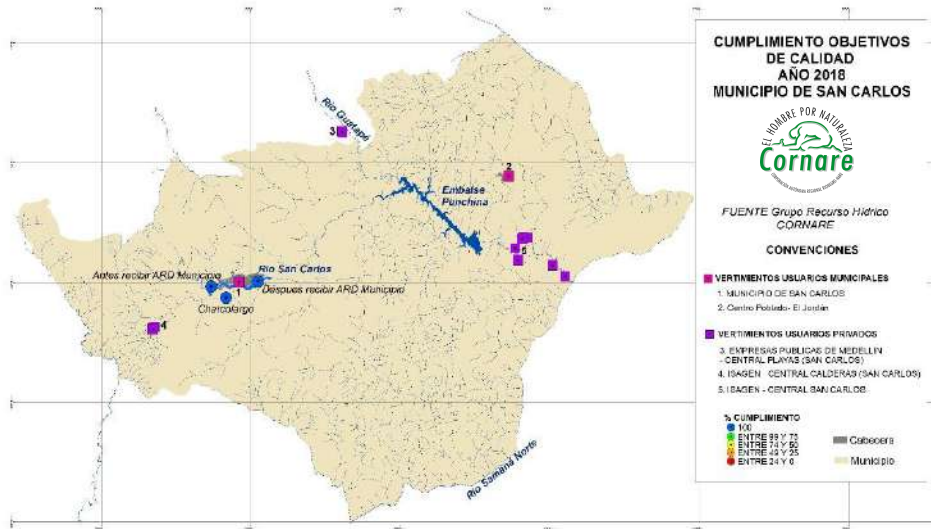 CUMPLIMIENTO OBJETIVOS
DE CALIDAD
AÑO 2018
MUNICIPIO DE SAN CARLOS
EL HOMBRE POR NATURALEZA
Cornare
FUENTE Grupo Recurso Hídrico
CORNARE
CONVENCIONES
VERTIMIENTOS USUARIOS MUNICIPALES
1. MUNICIPIO DE SAN CARLOS
2. Centro Poblado- El Jordán
VERTIMIENTOS USUARIOS PRIVADOS
3. EMPRESAS PUBLICAS DE MEDELLIN
- CENTRAL PLAYAS (SAN CARLOS)
4. ISAGEN - CENTRAL CALDERAS (SAN CARLOS)
5. ISAGEN - CENTRAL SAN CARLOS
% CUMPLIMIENTO
100
ENTRE 99 Y 75
ENTRE 74 Y 50
ENTRE 49 Y 25
ENTRE 24 Y 0
Cabecera
Municipio
Río Guatapé
3
2
Embalse
Punchina
5
Antes recibir ARD Municipio
Río San Carlos
1
Después recibir ARD Municipio
Charcolargo
4
Río Samaná Norte